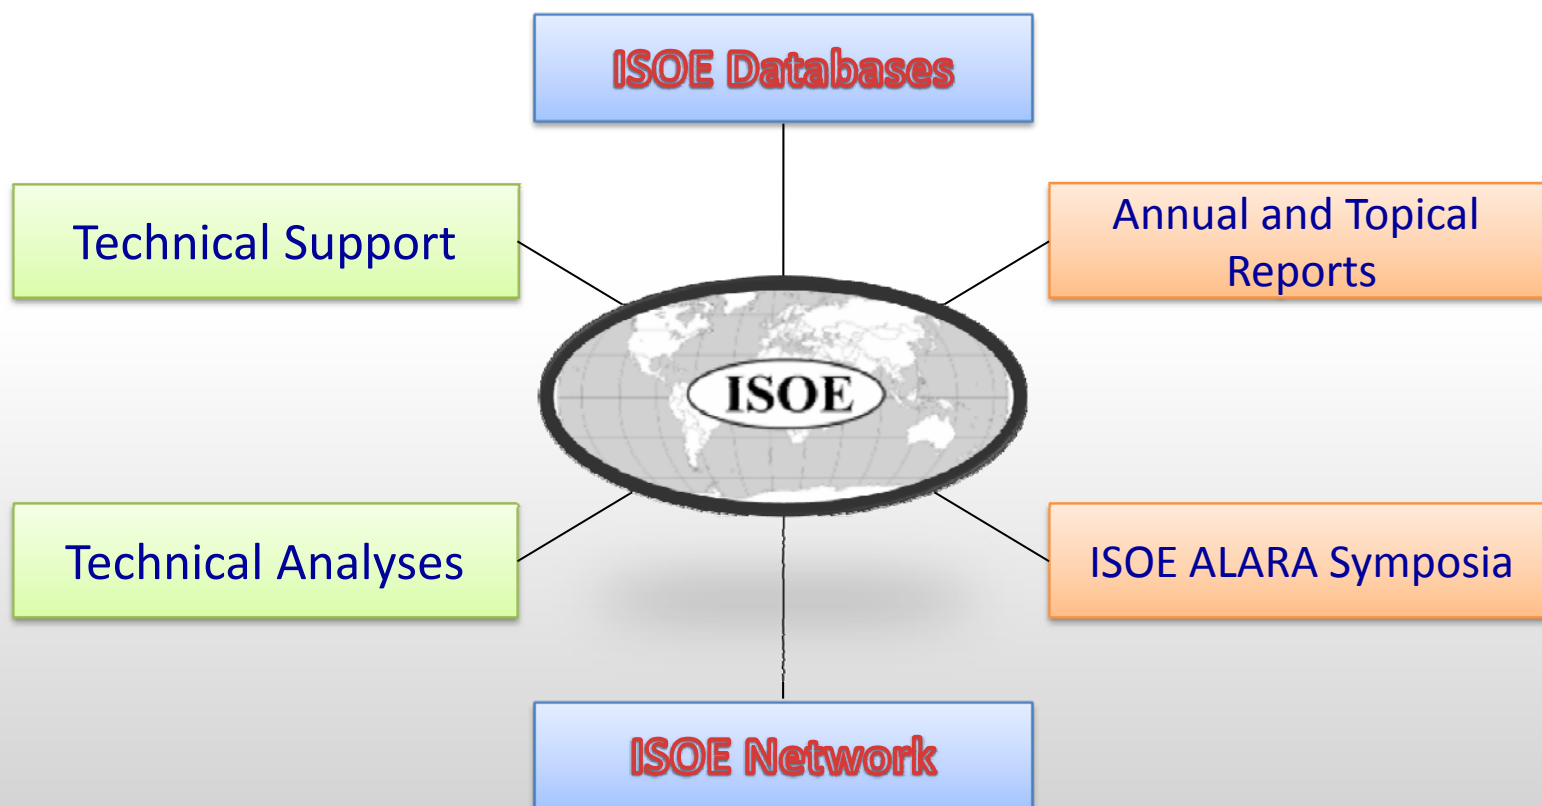 ISOE Databases
Technical Support
Annual and Topical
Reports
ISOE
Technical Analyses
ISOE ALARA Symposia
ISOE Network